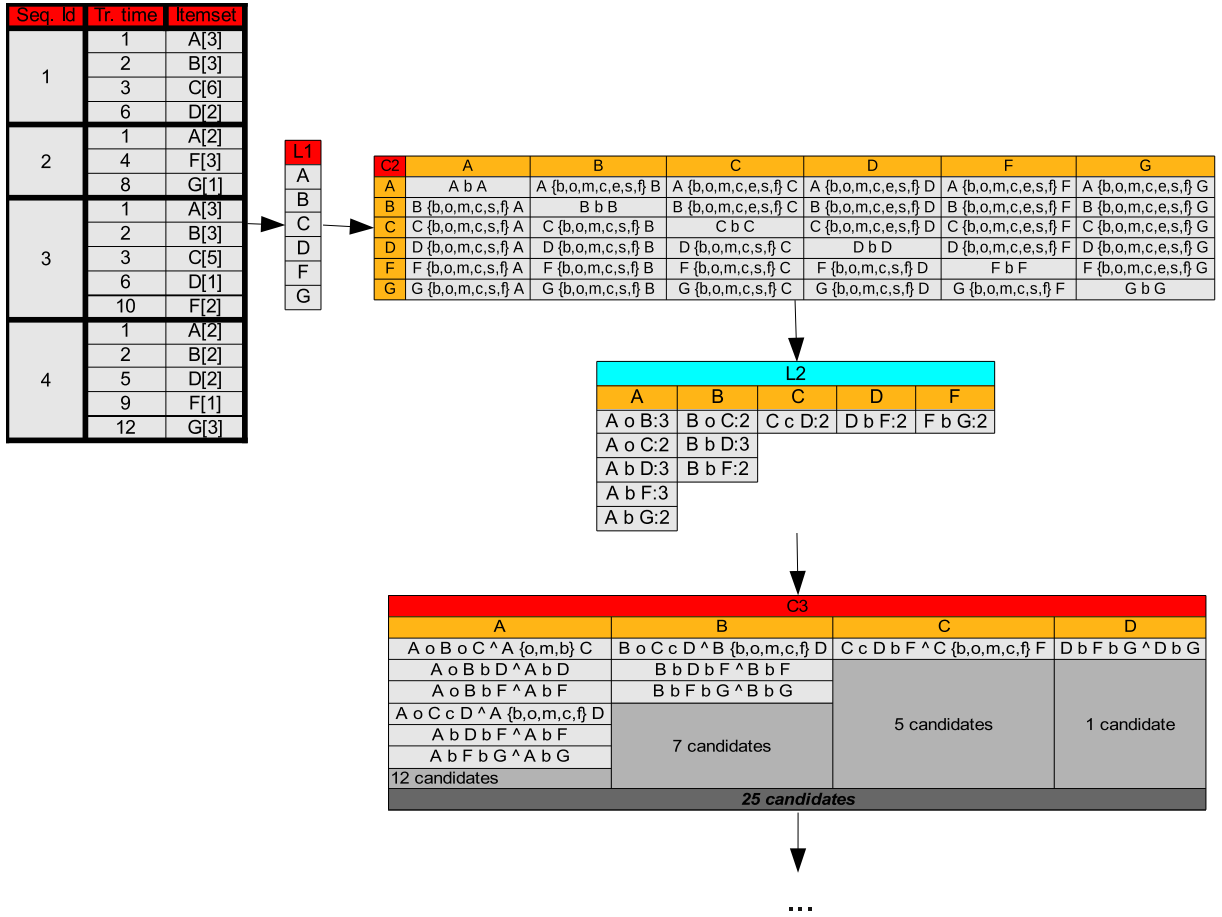 Seq. Id Tr. time Itemset
1 1 A[3]
2 B[3]
3 C[6]
6 D[2]
2 1 A[2]
4 F[3]
8 G[1]
3 1 A[3]
2 B[3]
3 C[5]
6 D[1]
10 F[2]
4 1 A[2]
2 B[2]
5 D[2]
9 F[1]
12 G[3]
L1
A
B
C
D
F
G
C2 A B C D F G
A A b A A {b,o,m,c,e,s,f} B A {b,o,m,c,e,s,f} C A {b,o,m,c,e,s,f} D A {b,o,m,c,e,s,f} F A {b,o,m,c,e,s,f} G
B B {b,o,m,c,s,f} A B b B B {b,o,m,c,e,s,f} C B {b,o,m,c,e,s,f} D B {b,o,m,c,e,s,f} F B {b,o,m,c,e,s,f} G
C C {b,o,m,c,s,f} A C {b,o,m,c,s,f} B C b C C {b,o,m,c,e,s,f} D C {b,o,m,c,e,s,f} F C {b,o,m,c,e,s,f} G
D D {b,o,m,c,s,f} A D {b,o,m,c,s,f} B D {b,o,m,c,s,f} C D b D D {b,o,m,c,e,s,f} F D {b,o,m,c,e,s,f} G
F F {b,o,m,c,s,f} A F {b,o,m,c,s,f} B F {b,o,m,c,s,f} C F {b,o,m,c,s,f} D F b F F {b,o,m,c,e,s,f} G
G G {b,o,m,c,s,f} A G {b,o,m,c,s,f} B G {b,o,m,c,s,f} C G {b,o,m,c,s,f} D G {b,o,m,c,s,f} F G b G
L2
A B C D F
A o B:3 B o C:2 C c D:2 D b F:2 F b G:2
A o C:2 B b D:3
A b D:3 B b F:2
A b F:3
A b G:2
C3
A B C D
A o B o C ^ A {o,m,b} C B o C c D ^ B {b,o,m,c,f} D C c D b F ^ C {b,o,m,c,f} F D b F b G ^ D b G
A o B b D ^ A b D B b D b F ^ B b F
A o B b F ^ A b F B b F b G ^ B b G
A o C c D ^ A {b,o,m,c,f} D
A b D b F ^ A b F 7 candidates 5 candidates 1 candidate
A b F b G ^ A b G
12 candidates
25 candidates
...